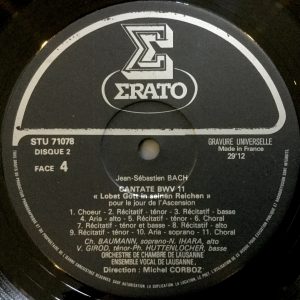 ERATO
STU 71078
DISQUE 2
FACE 4
GRAVURE UNIVERSELLE
Made in France
29'12
Jean-Sébastien BACH
CANTATE BWV 11
« Lobet Gott in seinen Reichen »
pour le jour de l'Ascension
1. Choeur - 2. Récitatif - ténor - 3. Récitatif - basse
4. Aria - alto - 5. Récitatif - ténor - 6. Choral
7. Récitatif - ténor et basse - 8. Récitatif - alto
9. Récitatif - ténor - 10. Aria - soprano - 11. Choral
Ch. BAUMANN, soprano-N. IHARA, alto
V. GIROD, ténor-Ph. HUTTENLOCHER, basse
ORCHESTRE DE CHAMBRE DE LAUSANNE
ENSEMBLE VOCAL DE LAUSANNE,
Direction : Michel CORBOZ